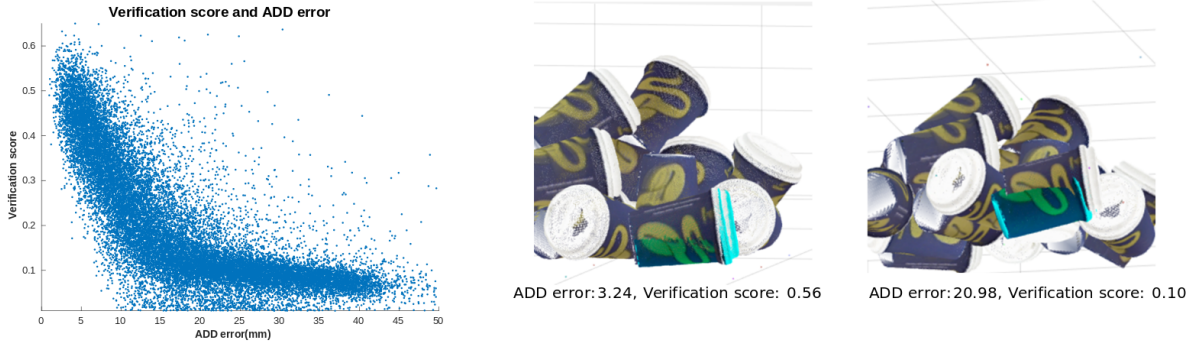 Verification score and ADD error
Verification score
0.6
0.5
0.4
0.3
0.2
0.1
0 5 10 15 20 25 30 35 40 45 50
ADD error(mm)
ADD error:3.24, Verification score: 0.56
ADD error:20.98, Verification score: 0.10